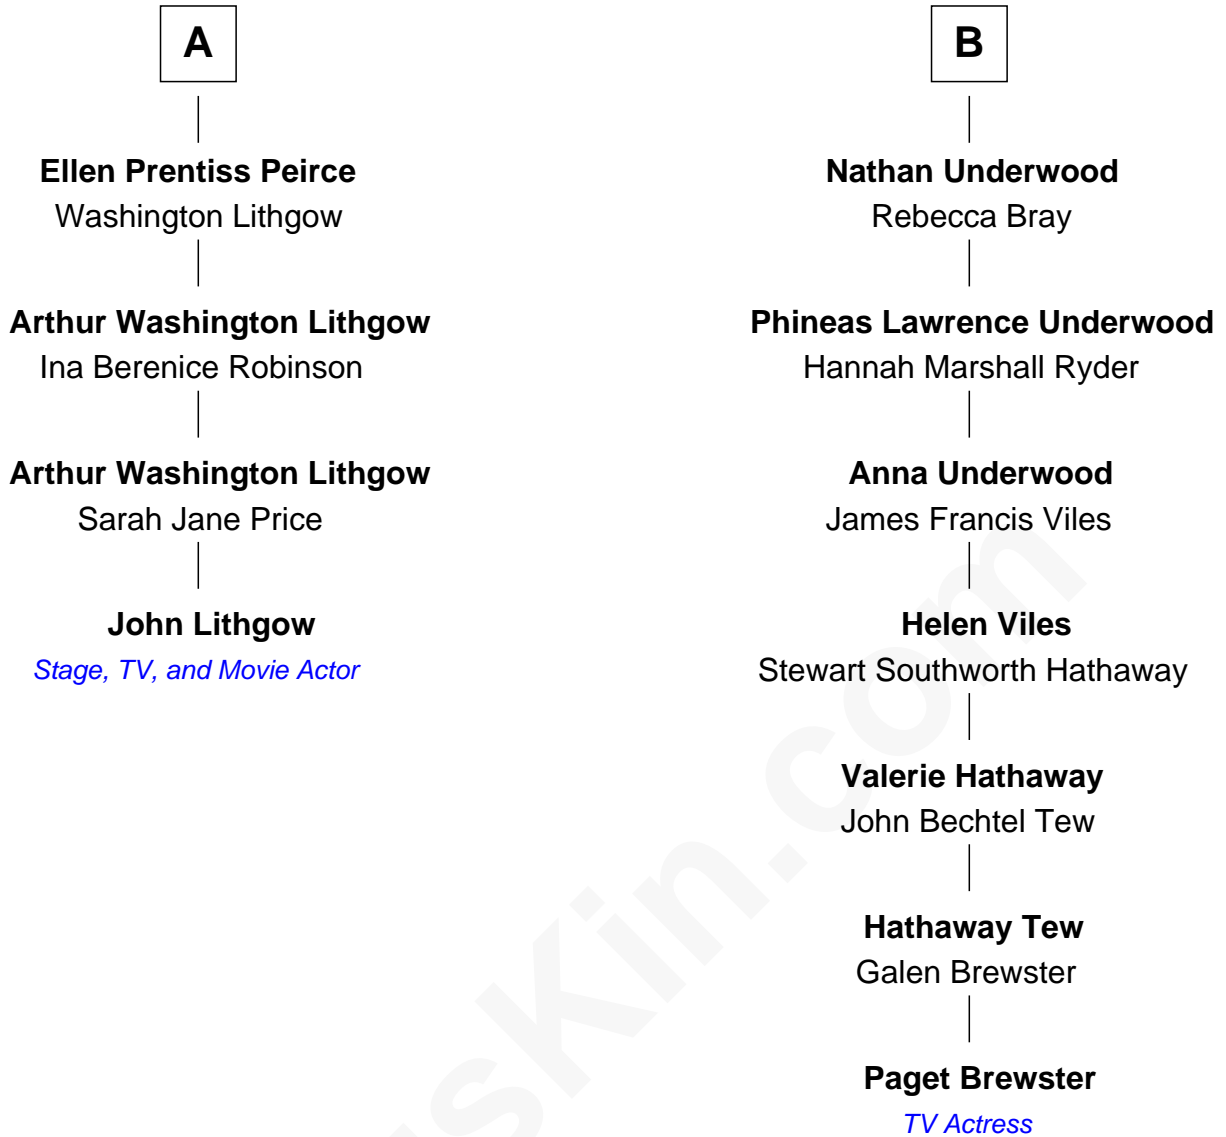 A
Ellen Prentiss Peirce
Washington Lithgow
Arthur Washington Lithgow
Ina Berenice Robinson
Arthur Washington Lithgow
Sarah Jane Price
John Lithgow
Stage, TV, and Movie Actor
B
Nathan Underwood
Rebecca Bray
Phineas Lawrence Underwood
Hannah Marshall Ryder
Anna Underwood
James Francis Viles
Helen Viles
Stewart Southworth Hathaway
Valerie Hathaway
John Bechtel Tew
Hathaway Tew
Galen Brewster
Paget Brewster
TV Actress
sKin.com